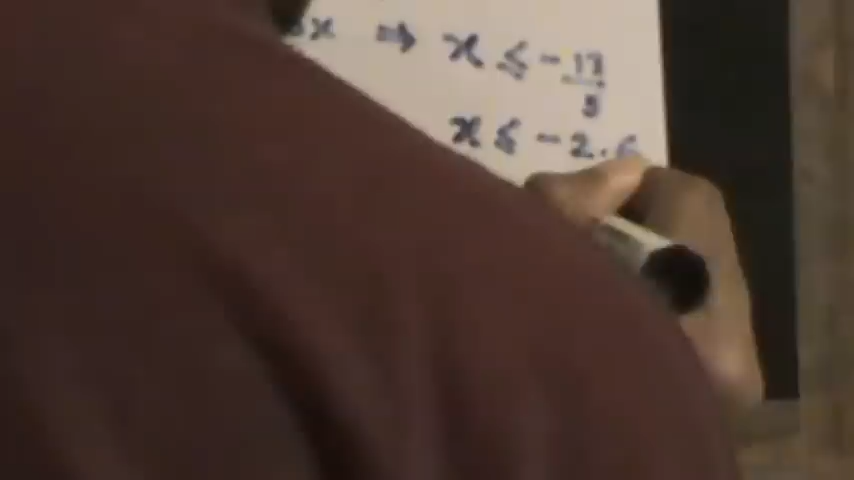 x ⇒ x ≤ -13/5
x ≤ -2.6